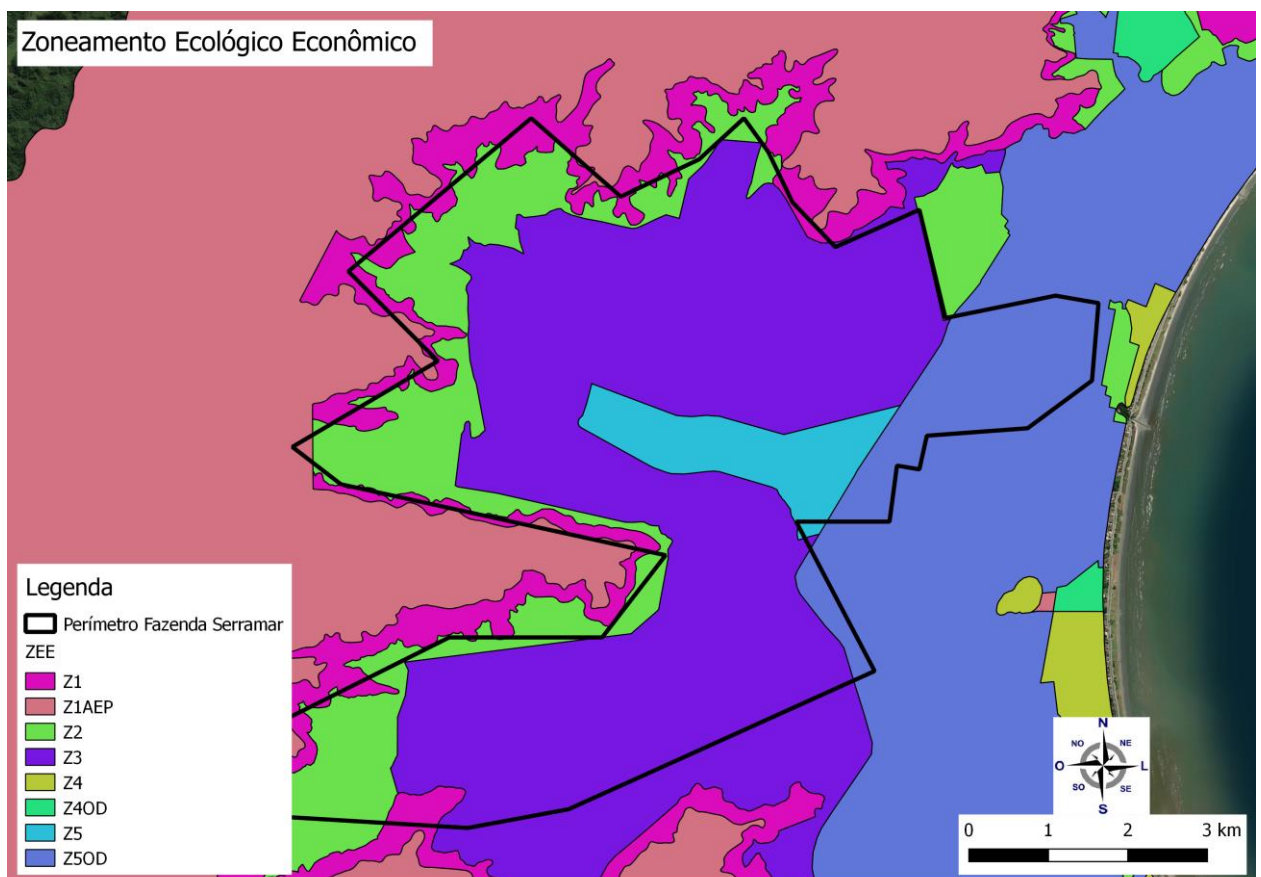 Zoneamento Ecológico Econômico
Legenda
Perímetro Fazenda Serramar
ZEE
Z1
Z1AEP
Z2
Z3
Z4
Z4OD
Z5
Z5OD
N
NO NE
O L
SO SE
S
0 1 2 3 km